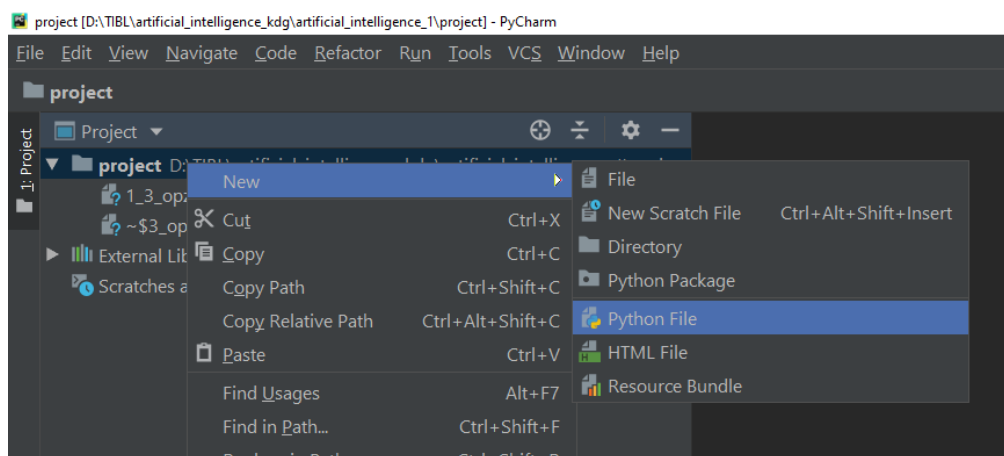 project [D:\TIBL\artificial_intelligence_kdg\artificial_intelligence_1\project] - PyCharm
File Edit View Navigate Code Refactor Run Tools VCS Window Help
project
1: Project
Project
project D:
New
File
1_3_opz
Cut Ctrl+X
New Scratch File Ctrl+Alt+Shift+Insert
~$3_op
Copy Ctrl+C
Directory
External Lib
Copy Path Ctrl+Shift+C
Python Package
Scratches a
Copy Relative Path Ctrl+Alt+Shift+C
Python File
Paste Ctrl+V
HTML File
Find Usages Alt+F7
Resource Bundle
Find in Path... Ctrl+Shift+F